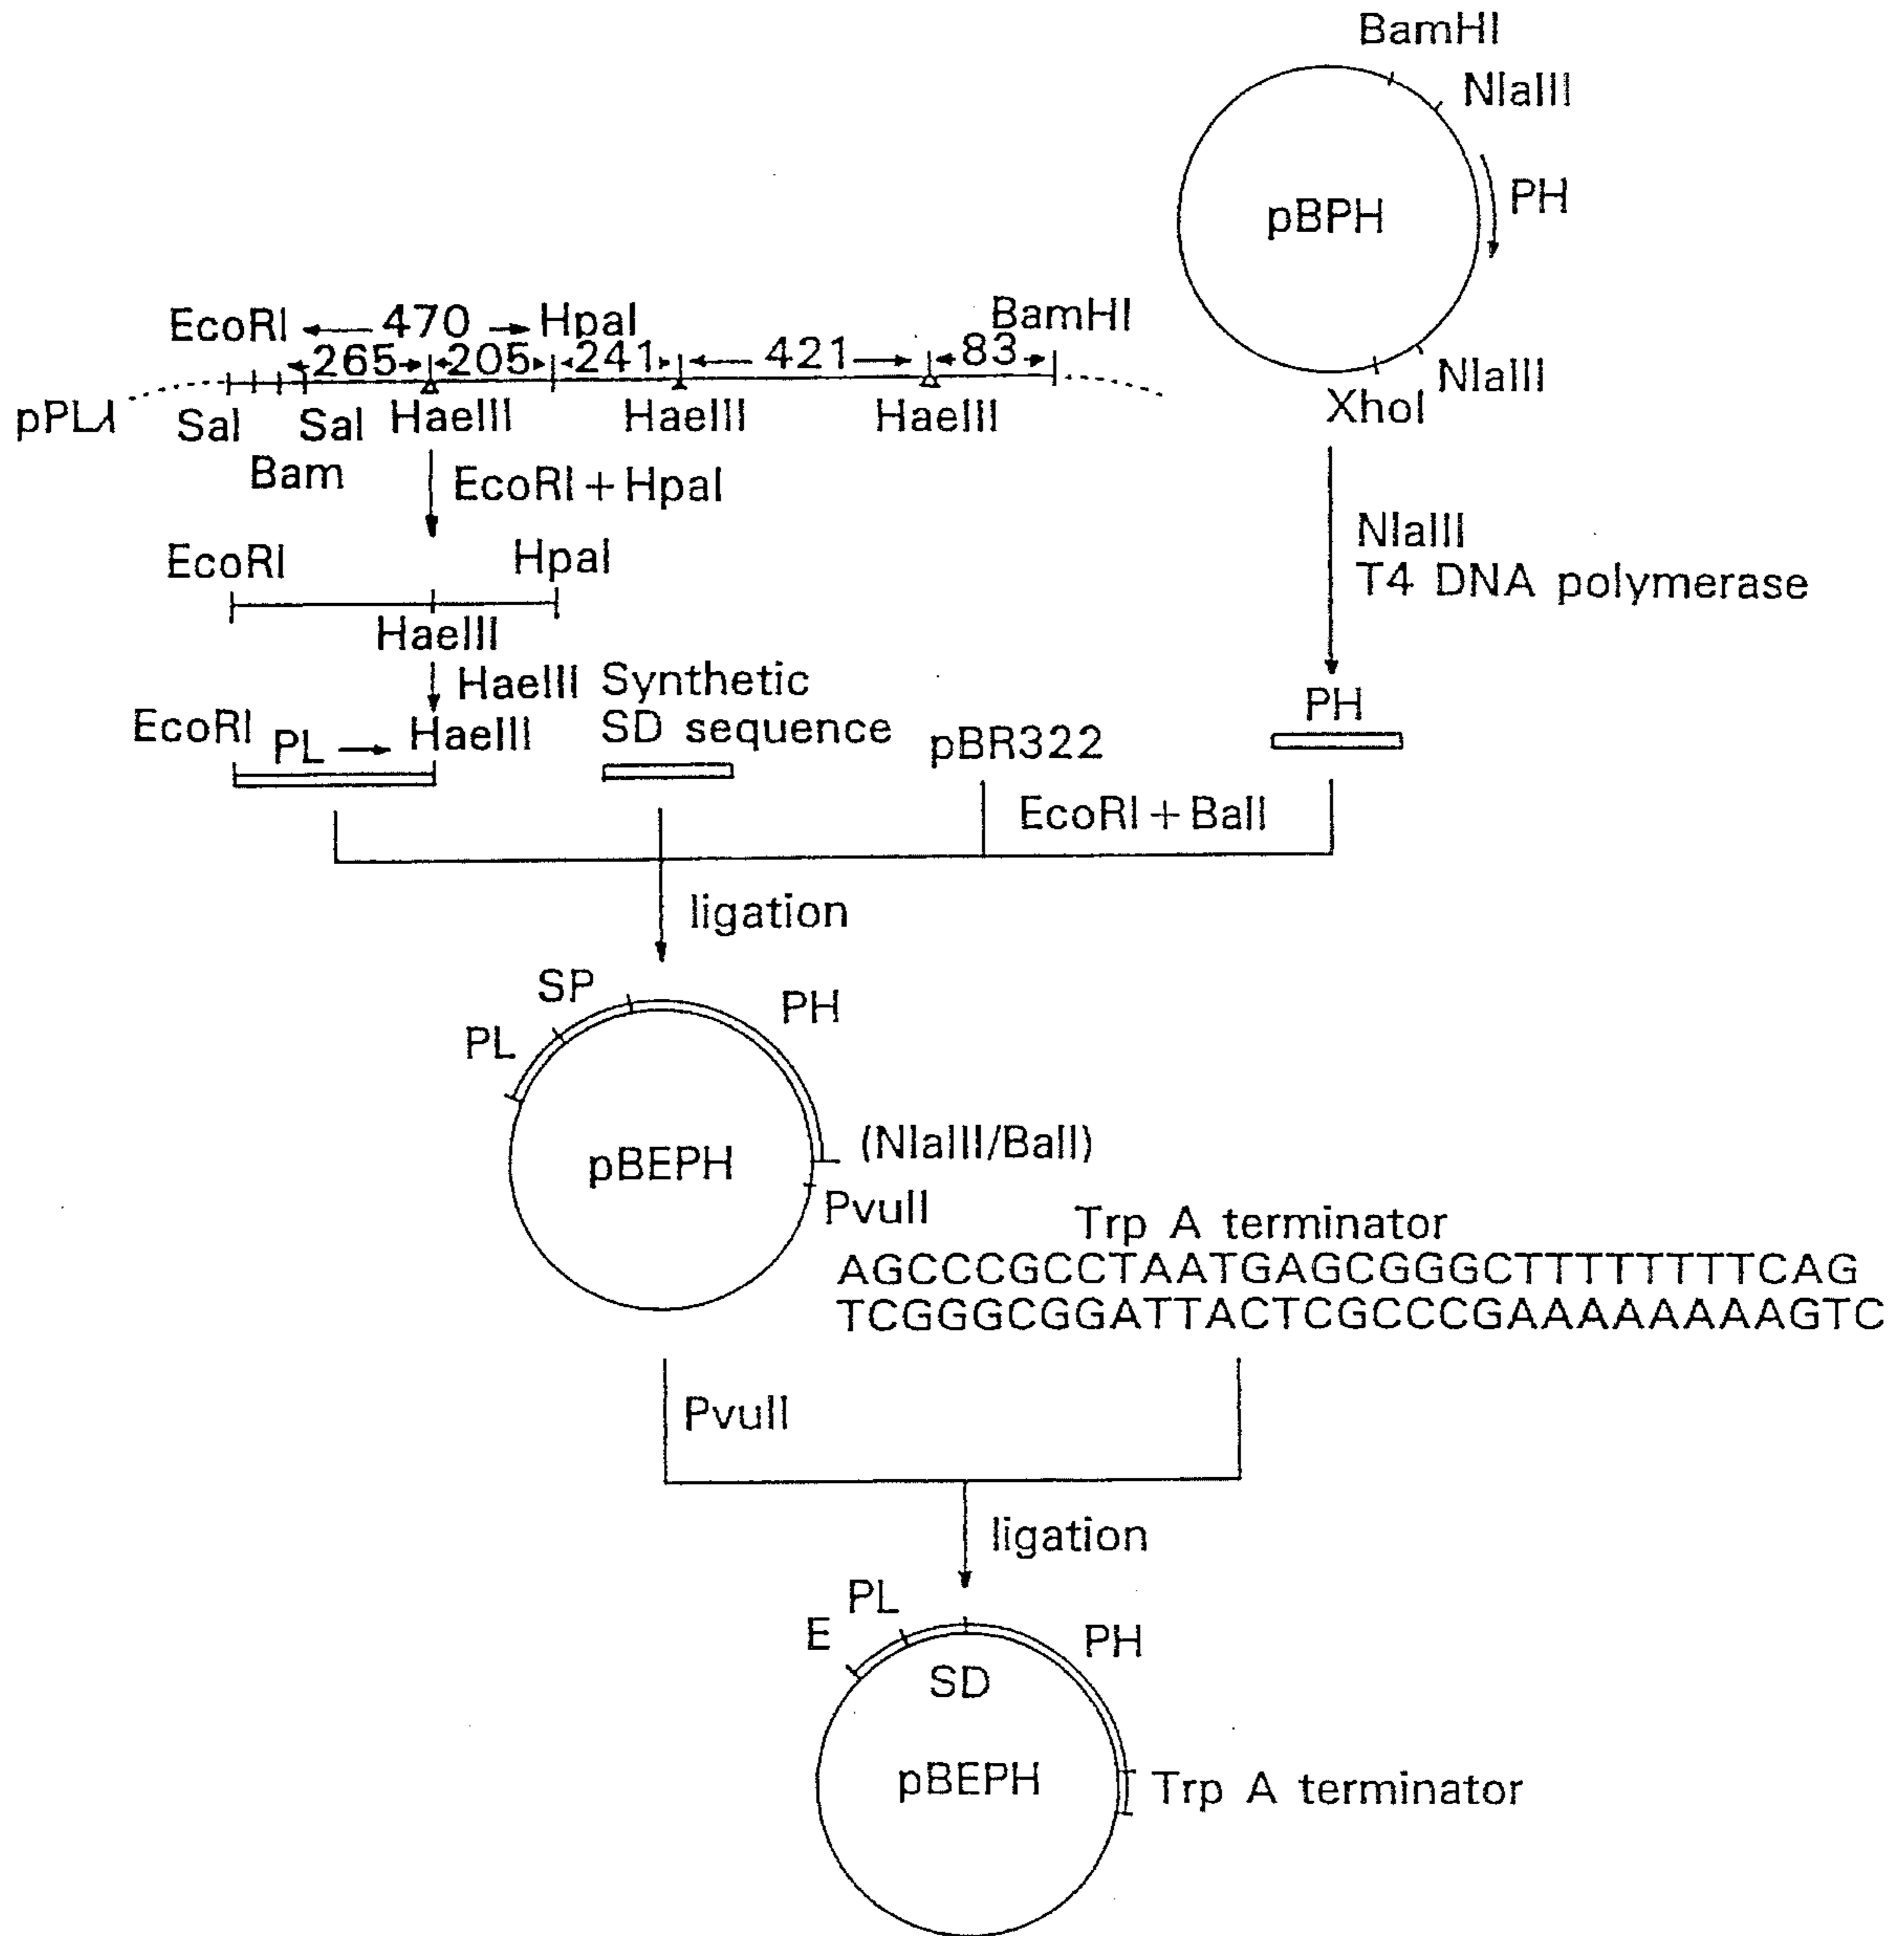 BamHI
NlaIII
PH
pBPH
NlaIII
XhoI
EcoRI 470 HpaI BamHI
265 205 241 421 83
pPLλ Sal Sal HaeIII HaeIII HaeIII
Bam
EcoRI + HpaI
EcoRI HpaI
HaeIII
NlaIII
T4 DNA polymerase
HaeIII
EcoRI PL HaeIII
Synthetic
SD sequence
pBR322
PH
EcoRI + BalI
ligation
SP
PL
PH
pBEPH
(NlaIII/BalI)
PvuII
Trp A terminator
AGCCCGCCTAATGAGCGGGCTTTTTTTTCAG
TCGGGCGGATTACTCGCCCGAAAAAAAAGTC
PvuII
ligation
E
PL
PH
SD
pBEPH
Trp A terminator